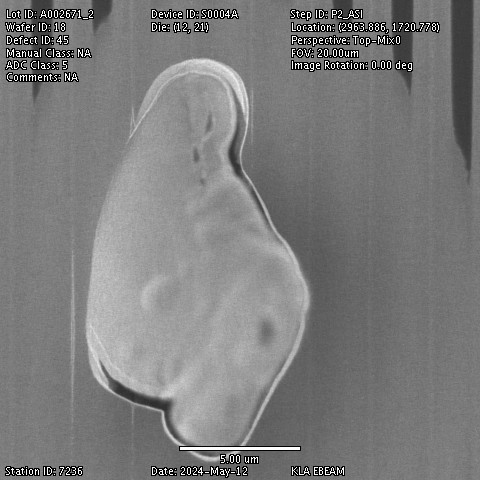 Lot ID: A002671_2
Wafer ID: 18
Defect ID: 45
Manual Class: NA
ADC Class: 5
Comments: NA
Device ID: S0004A
Die: (12, 21)
Step ID: P2_ASI
Location: (2963.886, 1720.778)
Perspective: Top-Mix0
FOV: 20.00um
Image Rotation: 0.00 deg
5.00 um
Station ID: 7236
Date: 2024-May-12
KLA EBEAM